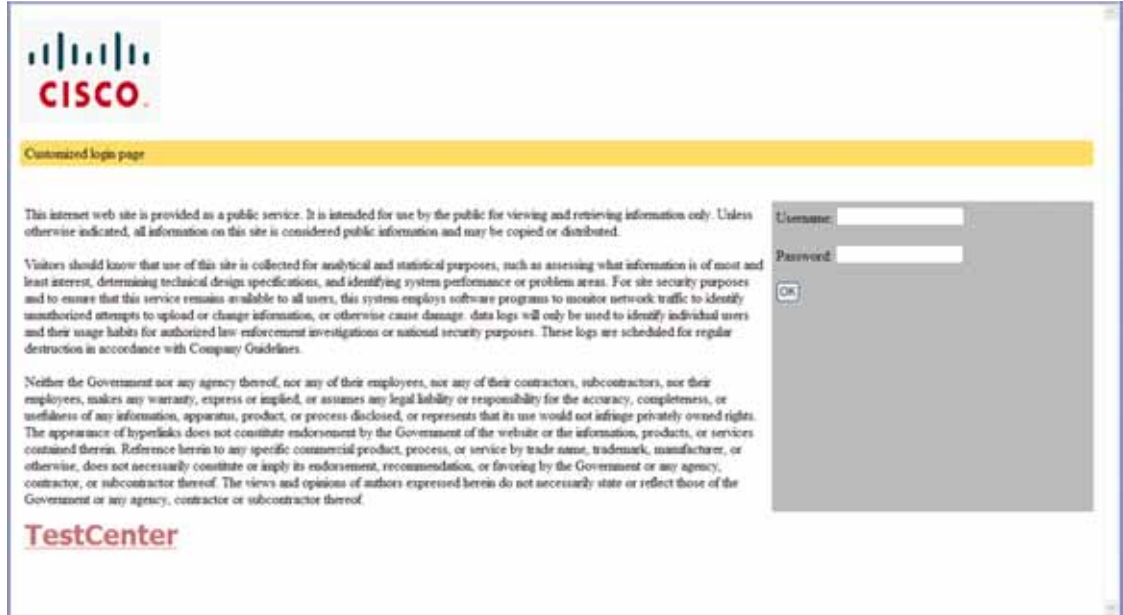 CISCO.
Customized login page
This internet web site is provided as a public service. It is intended for use by the public for viewing and retrieving information only. Unless
otherwise indicated, all information on this site is considered public information and may be copied or distributed.
Username:
Password:
OK
Visitors should know that use of this site is collected for analytical and statistical purposes, such as assessing what information is of most and
least interest, determining technical design specifications, and identifying system performance or problem areas. For site security purposes
and to ensure that this service remains available to all users, this system employs software programs to monitor network traffic to identify
unauthorized attempts to upload or change information, or otherwise cause damage. data logs will only be used to identify individual users
and their usage habits for authorized law enforcement investigations or national security purposes. These logs are scheduled for regular
destruction in accordance with Company Guidelines.
Neither the Government nor any agency thereof, nor any of their employees, nor any of their contractors, subcontractors, nor their
employees, makes any warranty, express or implied, or assumes any legal liability or responsibility for the accuracy, completeness, or
usefulness of any information, apparatus, product, or process disclosed, or represents that its use would not infringe privately owned rights.
The appearance of hyperlinks does not constitute endorsement by the Government of the website or the information, products, or services
contained therein. Reference herein to any specific commercial product, process, or service by trade name, trademark, manufacturer, or
otherwise, does not necessarily constitute or imply its endorsement, recommendation, or favoring by the Government or any agency,
contractor, or subcontractor thereof. The views and opinions of authors expressed herein do not necessarily state or reflect those of the
Government or any agency, contractor or subcontractor thereof.
TestCenter